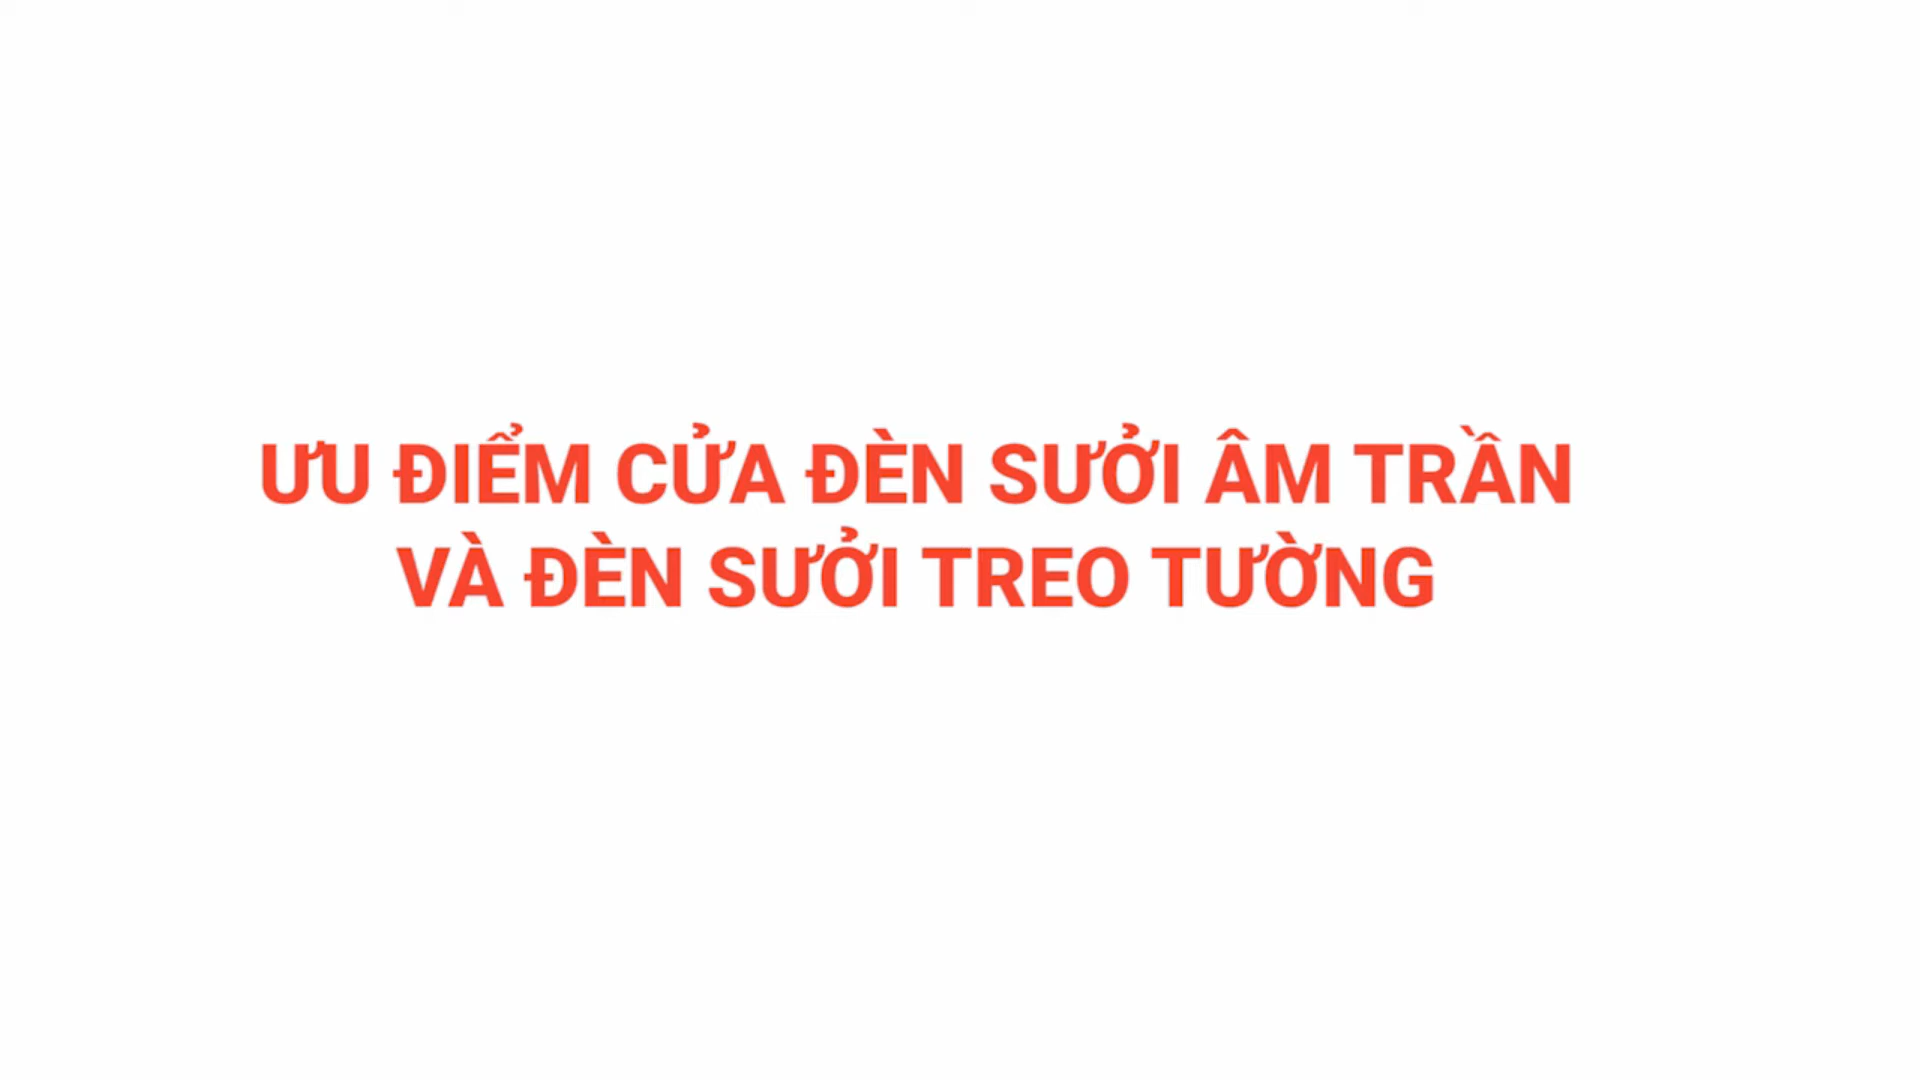 ƯU ĐIỂM CỬA ĐÈN SƯỞI ÂM TRẦN
VÀ ĐÈN SƯỞI TREO TƯỜNG